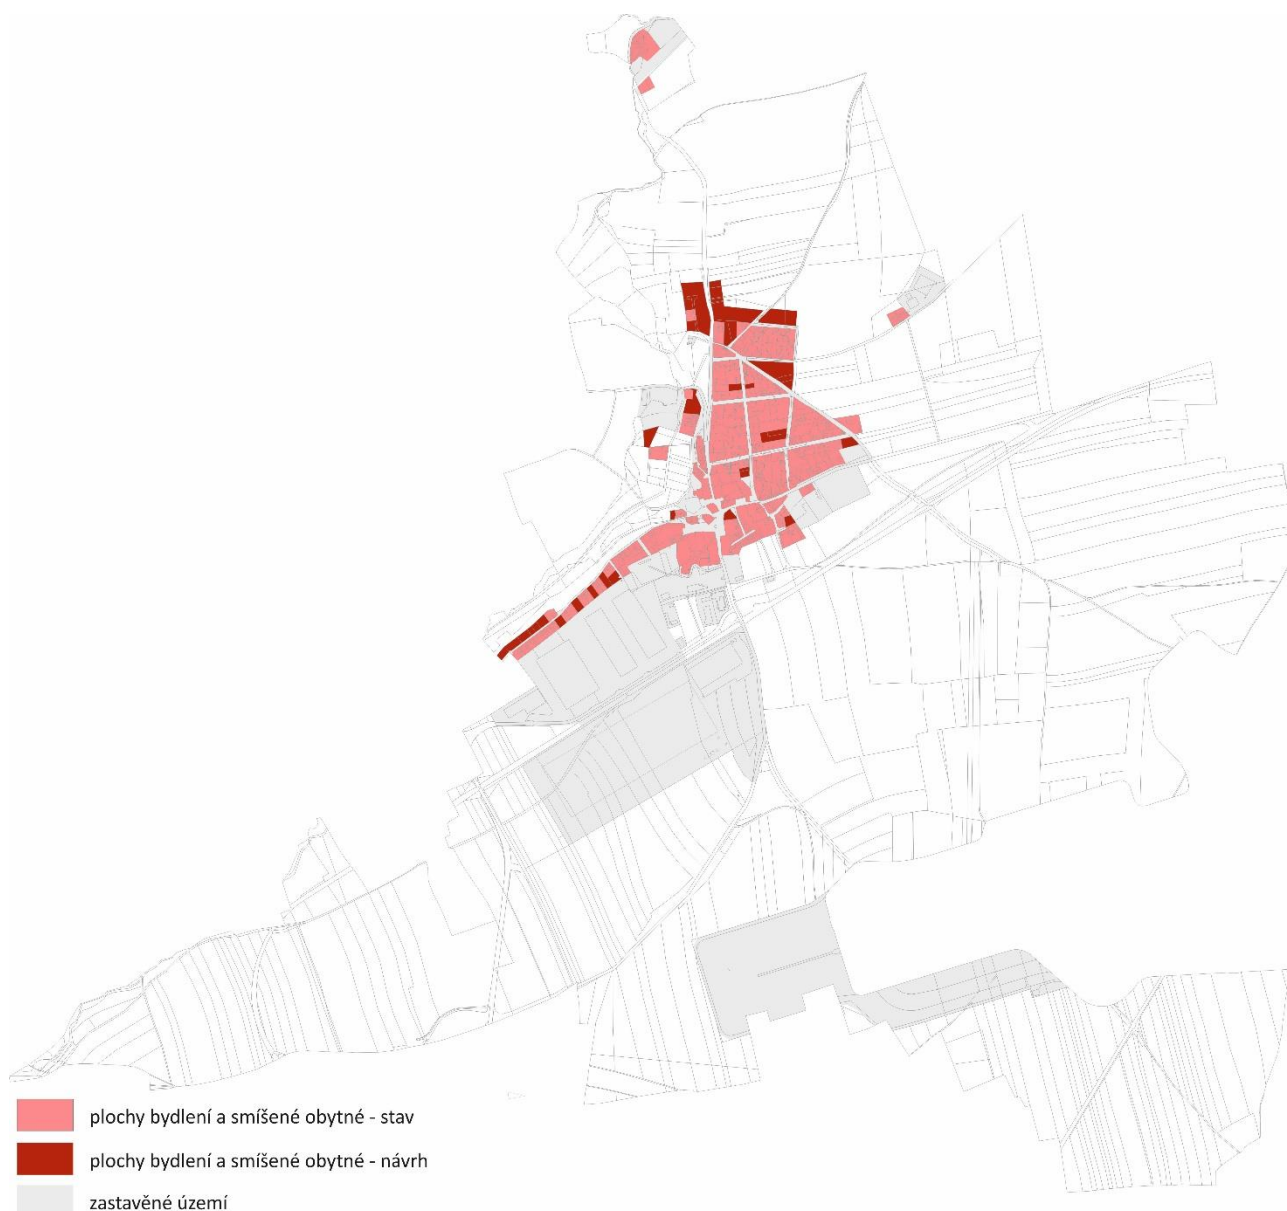 plochy bydlení a smíšené obytné - stav
plochy bydlení a smíšené obytné - návrh
zastavěné území